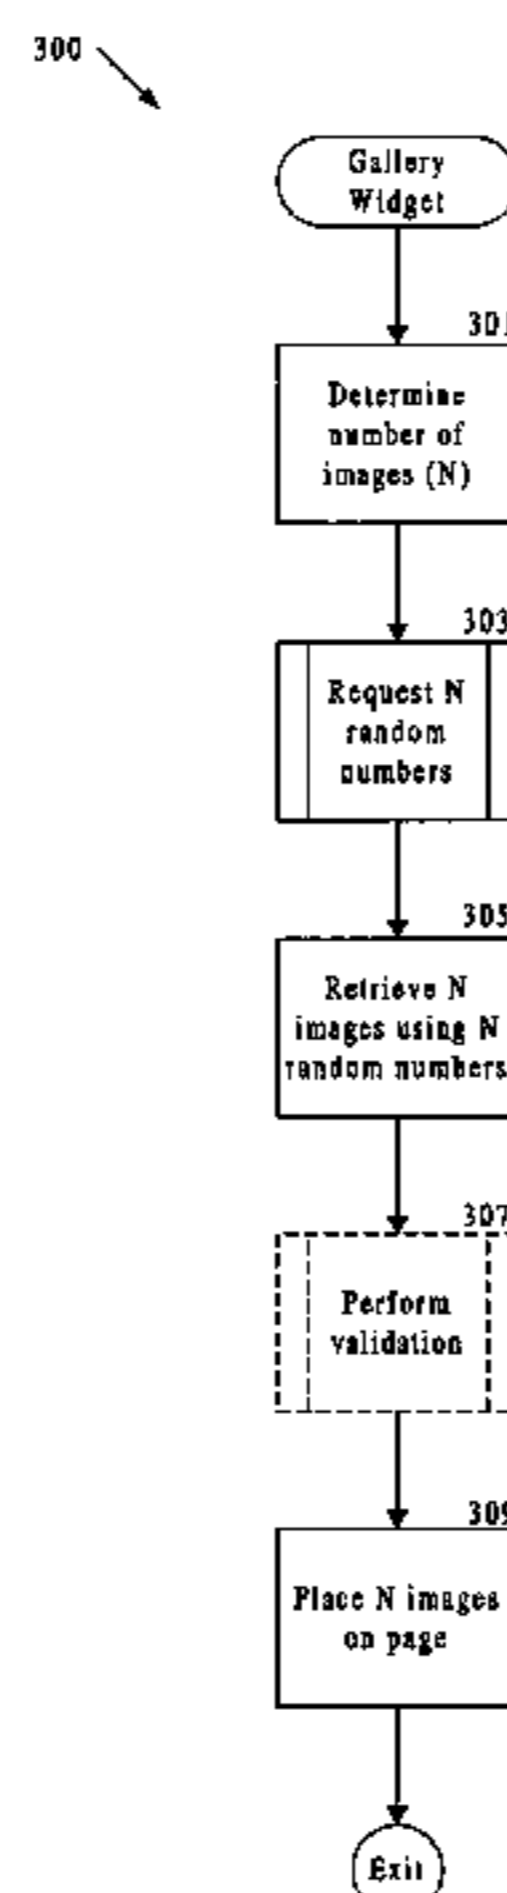 300
Gallery
Widget
301
Determine
number of
images (N)
303
Request N
random
numbers
305
Retrieve N
images using N
random numbers
307
Perform
validation
309
Place N images
on page
Exit